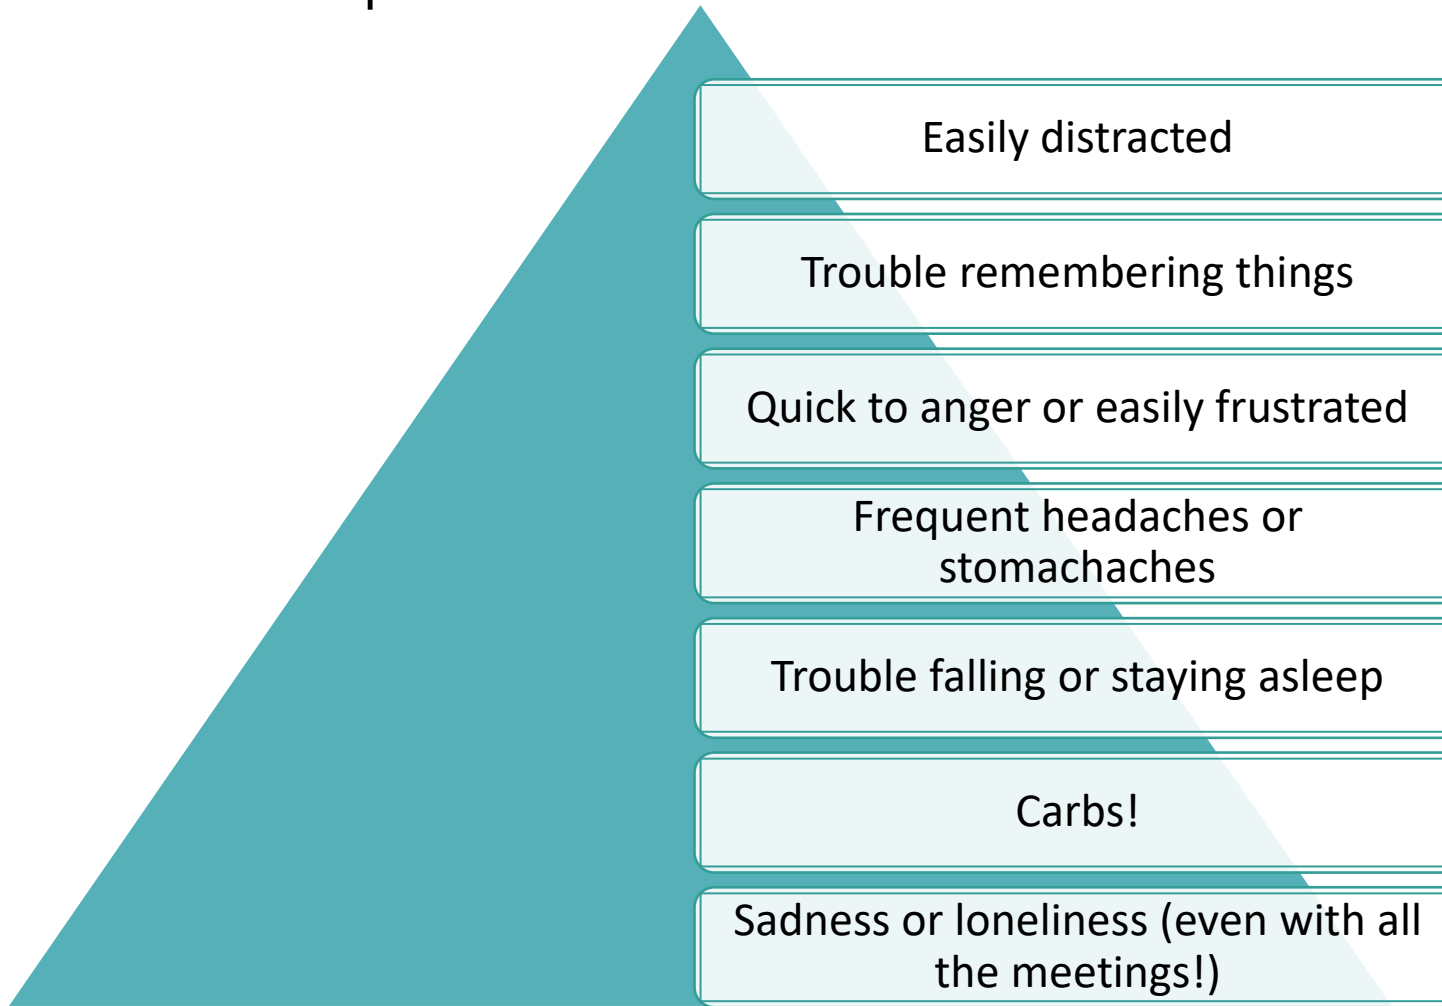 Easily distracted
Trouble remembering things
Quick to anger or easily frustrated
Frequent headaches or
stomachaches
Trouble falling or staying asleep
Carbs!
Sadness or loneliness (even with all
the meetings!)